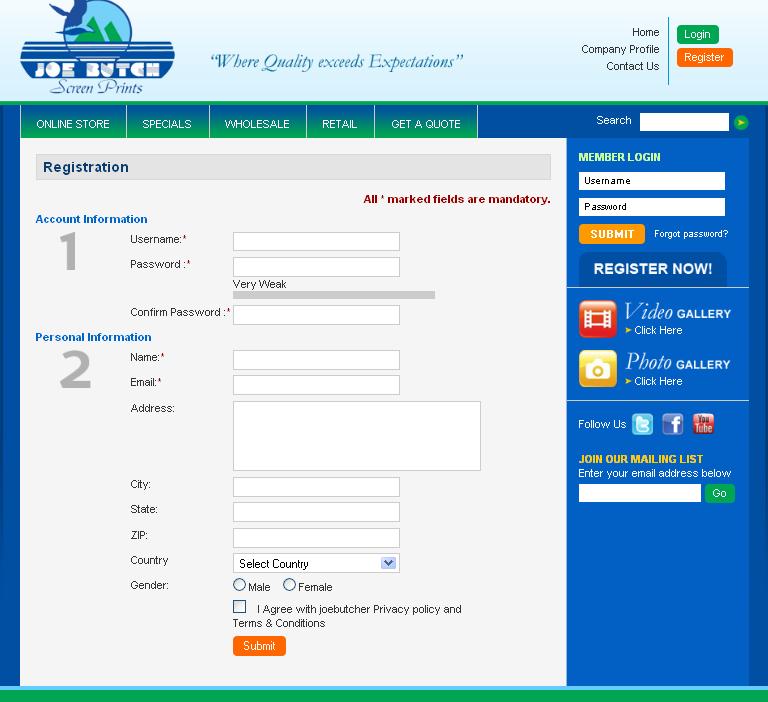 JOE BUTCH
Screen Prints
"Where Quality exceeds Expectations"
Home
Company Profile
Contact Us
Login
Register
ONLINE STORE
SPECIALS
WHOLESALE
RETAIL
GET A QUOTE
Search
Registration
All * marked fields are mandatory.
Account Information
1
Username:*
Password :*
Very Weak
Confirm Password :*
Personal Information
2
Name:*
Email:*
Address:
City:
State:
ZIP:
Country
Select Country
Gender:
Male
Female
I Agree with joebutcher Privacy policy and
Terms & Conditions
Submit
MEMBER LOGIN
Username
Password
SUBMIT
Forgot password?
REGISTER NOW!
Video GALLERY
Click Here
Photo GALLERY
Click Here
Follow Us
You Tube
JOIN OUR MAILING LIST
Enter your email address below
Go